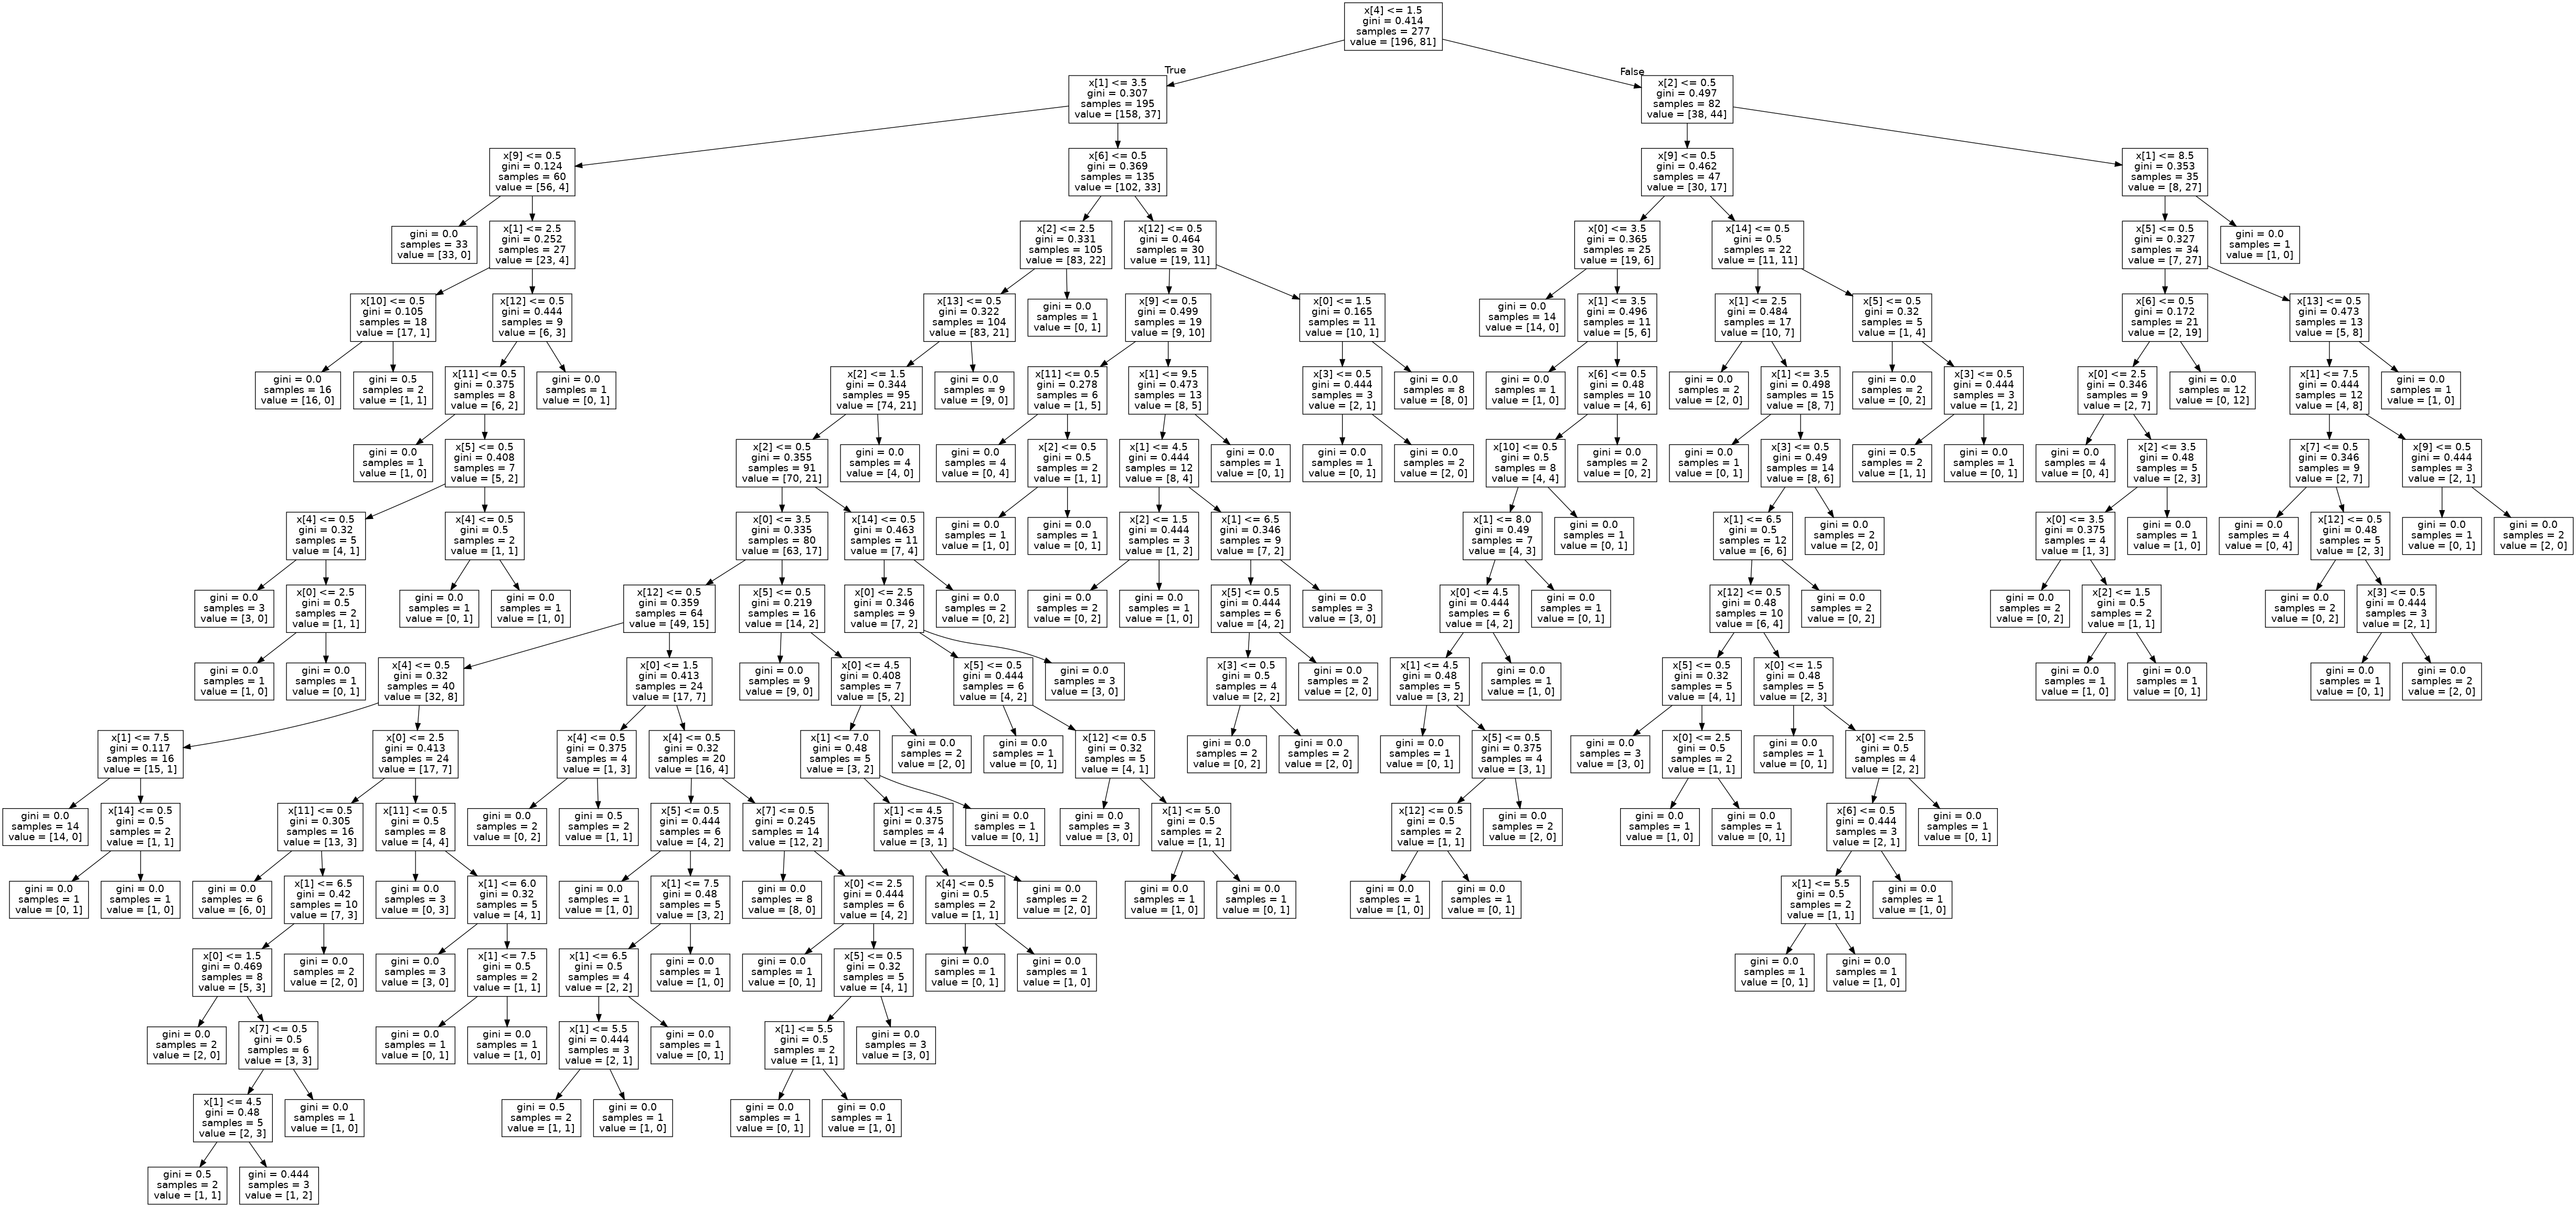 x[4] <= 1.5
gini = 0.414
samples = 277
value = [196, 81]
True
False
x[1] <= 3.5
gini = 0.307
samples = 195
value = [158, 37]
x[2] <= 0.5
gini = 0.497
samples = 82
value = [38, 44]
x[9] <= 0.5
gini = 0.124
samples = 60
value = [56, 4]
x[6] <= 0.5
gini = 0.369
samples = 135
value = [102, 33]
x[9] <= 0.5
gini = 0.462
samples = 47
value = [30, 17]
x[1] <= 8.5
gini = 0.353
samples = 35
value = [8, 27]
gini = 0.0
samples = 33
value = [33, 0]
x[1] <= 2.5
gini = 0.252
samples = 27
value = [23, 4]
x[2] <= 2.5
gini = 0.331
samples = 105
value = [83, 22]
x[12] <= 0.5
gini = 0.464
samples = 30
value = [19, 11]
x[0] <= 3.5
gini = 0.365
samples = 25
value = [19, 6]
x[14] <= 0.5
gini = 0.5
samples = 22
value = [11, 11]
x[5] <= 0.5
gini = 0.327
samples = 34
value = [7, 27]
gini = 0.0
samples = 1
value = [1, 0]
x[10] <= 0.5
gini = 0.105
samples = 18
value = [17, 1]
x[12] <= 0.5
gini = 0.444
samples = 9
value = [6, 3]
x[13] <= 0.5
gini = 0.322
samples = 104
value = [83, 21]
gini = 0.0
samples = 1
value = [0, 1]
x[9] <= 0.5
gini = 0.499
samples = 19
value = [9, 10]
x[0] <= 1.5
gini = 0.165
samples = 11
value = [10, 1]
gini = 0.0
samples = 14
value = [14, 0]
x[1] <= 3.5
gini = 0.496
samples = 11
value = [5, 6]
x[1] <= 2.5
gini = 0.484
samples = 17
value = [10, 7]
x[5] <= 0.5
gini = 0.32
samples = 5
value = [1, 4]
x[6] <= 0.5
gini = 0.172
samples = 21
value = [2, 19]
x[13] <= 0.5
gini = 0.473
samples = 13
value = [5, 8]
gini = 0.0
samples = 16
value = [16, 0]
gini = 0.5
samples = 2
value = [1, 1]
x[11] <= 0.5
gini = 0.375
samples = 8
value = [6, 2]
gini = 0.0
samples = 1
value = [0, 1]
x[2] <= 1.5
gini = 0.344
samples = 95
value = [74, 21]
gini = 0.0
samples = 9
value = [9, 0]
x[11] <= 0.5
gini = 0.278
samples = 6
value = [1, 5]
x[1] <= 9.5
gini = 0.473
samples = 13
value = [8, 5]
x[3] <= 0.5
gini = 0.444
samples = 3
value = [2, 1]
gini = 0.0
samples = 8
value = [8, 0]
gini = 0.0
samples = 1
value = [1, 0]
x[6] <= 0.5
gini = 0.48
samples = 10
value = [4, 6]
gini = 0.0
samples = 2
value = [2, 0]
x[1] <= 3.5
gini = 0.498
samples = 15
value = [8, 7]
gini = 0.0
samples = 2
value = [0, 2]
x[3] <= 0.5
gini = 0.444
samples = 3
value = [1, 2]
x[0] <= 2.5
gini = 0.346
samples = 9
value = [2, 7]
gini = 0.0
samples = 12
value = [0, 12]
x[1] <= 7.5
gini = 0.444
samples = 12
value = [4, 8]
gini = 0.0
samples = 1
value = [1, 0]
gini = 0.0
samples = 1
value = [1, 0]
x[5] <= 0.5
gini = 0.408
samples = 7
value = [5, 2]
x[2] <= 0.5
gini = 0.355
samples = 91
value = [70, 21]
gini = 0.0
samples = 4
value = [4, 0]
gini = 0.0
samples = 4
value = [0, 4]
x[2] <= 0.5
gini = 0.5
samples = 2
value = [1, 1]
x[1] <= 4.5
gini = 0.444
samples = 12
value = [8, 4]
gini = 0.0
samples = 1
value = [0, 1]
gini = 0.0
samples = 1
value = [0, 1]
gini = 0.0
samples = 2
value = [2, 0]
x[10] <= 0.5
gini = 0.5
samples = 8
value = [4, 4]
gini = 0.0
samples = 2
value = [0, 2]
gini = 0.0
samples = 1
value = [0, 1]
x[3] <= 0.5
gini = 0.49
samples = 14
value = [8, 6]
gini = 0.5
samples = 2
value = [1, 1]
gini = 0.0
samples = 1
value = [0, 1]
gini = 0.0
samples = 4
value = [0, 4]
x[2] <= 3.5
gini = 0.48
samples = 5
value = [2, 3]
x[7] <= 0.5
gini = 0.346
samples = 9
value = [2, 7]
x[9] <= 0.5
gini = 0.444
samples = 3
value = [2, 1]
x[4] <= 0.5
gini = 0.32
samples = 5
value = [4, 1]
x[4] <= 0.5
gini = 0.5
samples = 2
value = [1, 1]
x[0] <= 3.5
gini = 0.335
samples = 80
value = [63, 17]
x[14] <= 0.5
gini = 0.463
samples = 11
value = [7, 4]
gini = 0.0
samples = 1
value = [1, 0]
gini = 0.0
samples = 1
value = [0, 1]
x[2] <= 1.5
gini = 0.444
samples = 3
value = [1, 2]
x[1] <= 6.5
gini = 0.346
samples = 9
value = [7, 2]
x[1] <= 8.0
gini = 0.49
samples = 7
value = [4, 3]
gini = 0.0
samples = 1
value = [0, 1]
x[1] <= 6.5
gini = 0.5
samples = 12
value = [6, 6]
gini = 0.0
samples = 2
value = [2, 0]
x[0] <= 3.5
gini = 0.375
samples = 4
value = [1, 3]
gini = 0.0
samples = 1
value = [1, 0]
gini = 0.0
samples = 4
value = [0, 4]
x[12] <= 0.5
gini = 0.48
samples = 5
value = [2, 3]
gini = 0.0
samples = 1
value = [0, 1]
gini = 0.0
samples = 2
value = [2, 0]
gini = 0.0
samples = 3
value = [3, 0]
x[0] <= 2.5
gini = 0.5
samples = 2
value = [1, 1]
gini = 0.0
samples = 1
value = [0, 1]
gini = 0.0
samples = 1
value = [1, 0]
x[12] <= 0.5
gini = 0.359
samples = 64
value = [49, 15]
x[5] <= 0.5
gini = 0.219
samples = 16
value = [14, 2]
x[0] <= 2.5
gini = 0.346
samples = 9
value = [7, 2]
gini = 0.0
samples = 2
value = [0, 2]
gini = 0.0
samples = 2
value = [0, 2]
gini = 0.0
samples = 1
value = [1, 0]
x[5] <= 0.5
gini = 0.444
samples = 6
value = [4, 2]
gini = 0.0
samples = 3
value = [3, 0]
x[0] <= 4.5
gini = 0.444
samples = 6
value = [4, 2]
gini = 0.0
samples = 1
value = [0, 1]
x[12] <= 0.5
gini = 0.48
samples = 10
value = [6, 4]
gini = 0.0
samples = 2
value = [0, 2]
gini = 0.0
samples = 2
value = [0, 2]
x[2] <= 1.5
gini = 0.5
samples = 2
value = [1, 1]
gini = 0.0
samples = 2
value = [0, 2]
x[3] <= 0.5
gini = 0.444
samples = 3
value = [2, 1]
gini = 0.0
samples = 1
value = [1, 0]
gini = 0.0
samples = 1
value = [0, 1]
x[4] <= 0.5
gini = 0.32
samples = 40
value = [32, 8]
x[0] <= 1.5
gini = 0.413
samples = 24
value = [17, 7]
gini = 0.0
samples = 9
value = [9, 0]
x[0] <= 4.5
gini = 0.408
samples = 7
value = [5, 2]
x[5] <= 0.5
gini = 0.444
samples = 6
value = [4, 2]
gini = 0.0
samples = 3
value = [3, 0]
x[3] <= 0.5
gini = 0.5
samples = 4
value = [2, 2]
gini = 0.0
samples = 2
value = [2, 0]
x[1] <= 4.5
gini = 0.48
samples = 5
value = [3, 2]
gini = 0.0
samples = 1
value = [1, 0]
x[5] <= 0.5
gini = 0.32
samples = 5
value = [4, 1]
x[0] <= 1.5
gini = 0.48
samples = 5
value = [2, 3]
gini = 0.0
samples = 1
value = [1, 0]
gini = 0.0
samples = 1
value = [0, 1]
gini = 0.0
samples = 1
value = [0, 1]
gini = 0.0
samples = 2
value = [2, 0]
x[1] <= 7.5
gini = 0.117
samples = 16
value = [15, 1]
x[0] <= 2.5
gini = 0.413
samples = 24
value = [17, 7]
x[4] <= 0.5
gini = 0.375
samples = 4
value = [1, 3]
x[4] <= 0.5
gini = 0.32
samples = 20
value = [16, 4]
x[1] <= 7.0
gini = 0.48
samples = 5
value = [3, 2]
gini = 0.0
samples = 2
value = [2, 0]
gini = 0.0
samples = 1
value = [0, 1]
x[12] <= 0.5
gini = 0.32
samples = 5
value = [4, 1]
gini = 0.0
samples = 2
value = [0, 2]
gini = 0.0
samples = 2
value = [2, 0]
gini = 0.0
samples = 1
value = [0, 1]
x[5] <= 0.5
gini = 0.375
samples = 4
value = [3, 1]
gini = 0.0
samples = 3
value = [3, 0]
x[0] <= 2.5
gini = 0.5
samples = 2
value = [1, 1]
gini = 0.0
samples = 1
value = [0, 1]
x[0] <= 2.5
gini = 0.5
samples = 4
value = [2, 2]
gini = 0.0
samples = 14
value = [14, 0]
x[14] <= 0.5
gini = 0.5
samples = 2
value = [1, 1]
x[11] <= 0.5
gini = 0.305
samples = 16
value = [13, 3]
x[11] <= 0.5
gini = 0.5
samples = 8
value = [4, 4]
gini = 0.0
samples = 2
value = [0, 2]
gini = 0.5
samples = 2
value = [1, 1]
x[5] <= 0.5
gini = 0.444
samples = 6
value = [4, 2]
x[7] <= 0.5
gini = 0.245
samples = 14
value = [12, 2]
x[1] <= 4.5
gini = 0.375
samples = 4
value = [3, 1]
gini = 0.0
samples = 1
value = [0, 1]
gini = 0.0
samples = 3
value = [3, 0]
x[1] <= 5.0
gini = 0.5
samples = 2
value = [1, 1]
x[12] <= 0.5
gini = 0.5
samples = 2
value = [1, 1]
gini = 0.0
samples = 2
value = [2, 0]
gini = 0.0
samples = 1
value = [1, 0]
gini = 0.0
samples = 1
value = [0, 1]
x[6] <= 0.5
gini = 0.444
samples = 3
value = [2, 1]
gini = 0.0
samples = 1
value = [0, 1]
gini = 0.0
samples = 1
value = [0, 1]
gini = 0.0
samples = 1
value = [1, 0]
gini = 0.0
samples = 6
value = [6, 0]
x[1] <= 6.5
gini = 0.42
samples = 10
value = [7, 3]
gini = 0.0
samples = 3
value = [0, 3]
x[1] <= 6.0
gini = 0.32
samples = 5
value = [4, 1]
gini = 0.0
samples = 1
value = [1, 0]
x[1] <= 7.5
gini = 0.48
samples = 5
value = [3, 2]
gini = 0.0
samples = 8
value = [8, 0]
x[0] <= 2.5
gini = 0.444
samples = 6
value = [4, 2]
x[4] <= 0.5
gini = 0.5
samples = 2
value = [1, 1]
gini = 0.0
samples = 2
value = [2, 0]
gini = 0.0
samples = 1
value = [1, 0]
gini = 0.0
samples = 1
value = [0, 1]
gini = 0.0
samples = 1
value = [1, 0]
gini = 0.0
samples = 1
value = [0, 1]
x[1] <= 5.5
gini = 0.5
samples = 2
value = [1, 1]
gini = 0.0
samples = 1
value = [1, 0]
x[0] <= 1.5
gini = 0.469
samples = 8
value = [5, 3]
gini = 0.0
samples = 2
value = [2, 0]
gini = 0.0
samples = 3
value = [3, 0]
x[1] <= 7.5
gini = 0.5
samples = 2
value = [1, 1]
x[1] <= 6.5
gini = 0.5
samples = 4
value = [2, 2]
gini = 0.0
samples = 1
value = [1, 0]
gini = 0.0
samples = 1
value = [0, 1]
x[5] <= 0.5
gini = 0.32
samples = 5
value = [4, 1]
gini = 0.0
samples = 1
value = [0, 1]
gini = 0.0
samples = 1
value = [1, 0]
gini = 0.0
samples = 1
value = [0, 1]
gini = 0.0
samples = 1
value = [1, 0]
gini = 0.0
samples = 2
value = [2, 0]
x[7] <= 0.5
gini = 0.5
samples = 6
value = [3, 3]
gini = 0.0
samples = 1
value = [0, 1]
gini = 0.0
samples = 1
value = [1, 0]
x[1] <= 5.5
gini = 0.444
samples = 3
value = [2, 1]
gini = 0.0
samples = 1
value = [0, 1]
x[1] <= 5.5
gini = 0.5
samples = 2
value = [1, 1]
gini = 0.0
samples = 3
value = [3, 0]
x[1] <= 4.5
gini = 0.48
samples = 5
value = [2, 3]
gini = 0.0
samples = 1
value = [1, 0]
gini = 0.5
samples = 2
value = [1, 1]
gini = 0.0
samples = 1
value = [1, 0]
gini = 0.0
samples = 1
value = [0, 1]
gini = 0.0
samples = 1
value = [1, 0]
gini = 0.5
samples = 2
value = [1, 1]
gini = 0.444
samples = 3
value = [1, 2]